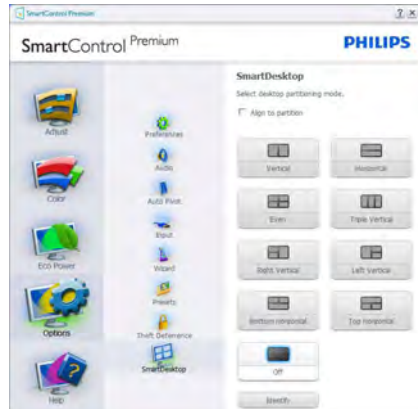 SmartControl Premium
SmartControl Premium
PHILIPS
Adjust
Color
Eco Power
Options
Help
Preferences
Audio
Auto Pivot
Input
Wizard
Presets
Theft Deterrence
SmartDesktop
SmartDesktop
Select desktop partitioning mode.
Align to partition
Vertical
Horizontal
Even
Triple Vertical
Right Vertical
Left Vertical
Bottom Horizontal
Top Horizontal
Off
Identify